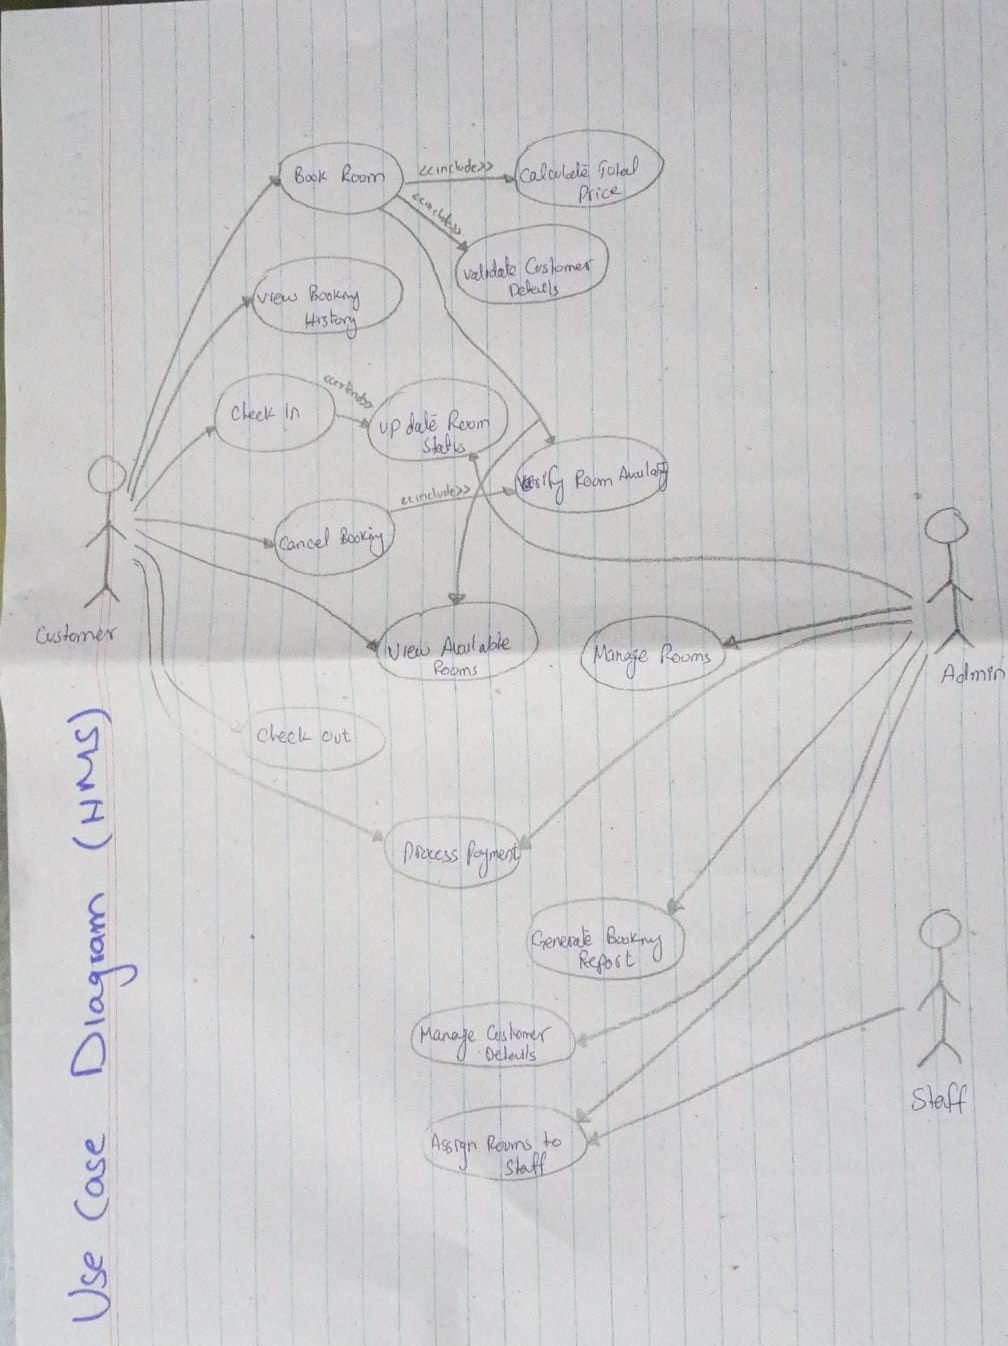 Book Room
<<include>>
Calculate Total
Price
<<include>>
Validate Customer
Details
View Booking
History
Check In
<<extend>>
Update Room
Status
<<include>>
Verify Room
Cancel Booking
Customer
View Available
Rooms
Manage Rooms
Admin
Check out
Process Payment
Generate Booking
Report
Manage Customer
Details
Staff
Assign Rooms to
Staff
Use Case Diagram (HMS)